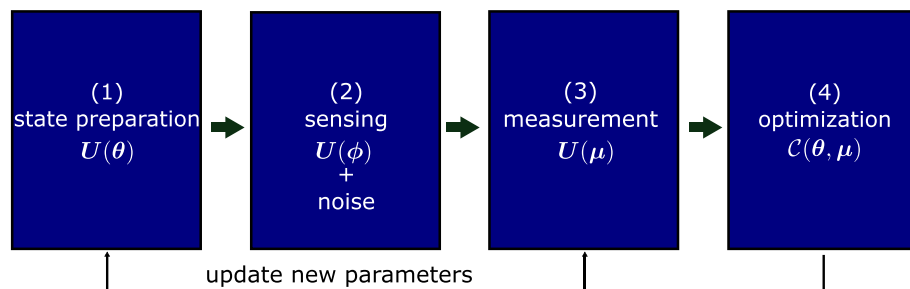 (1)
state preparation
U(θ)
(2)
sensing
U(ϕ)
+
noise
(3)
measurement
U(μ)
(4)
optimization
𝒞(θ, μ)
update new parameters